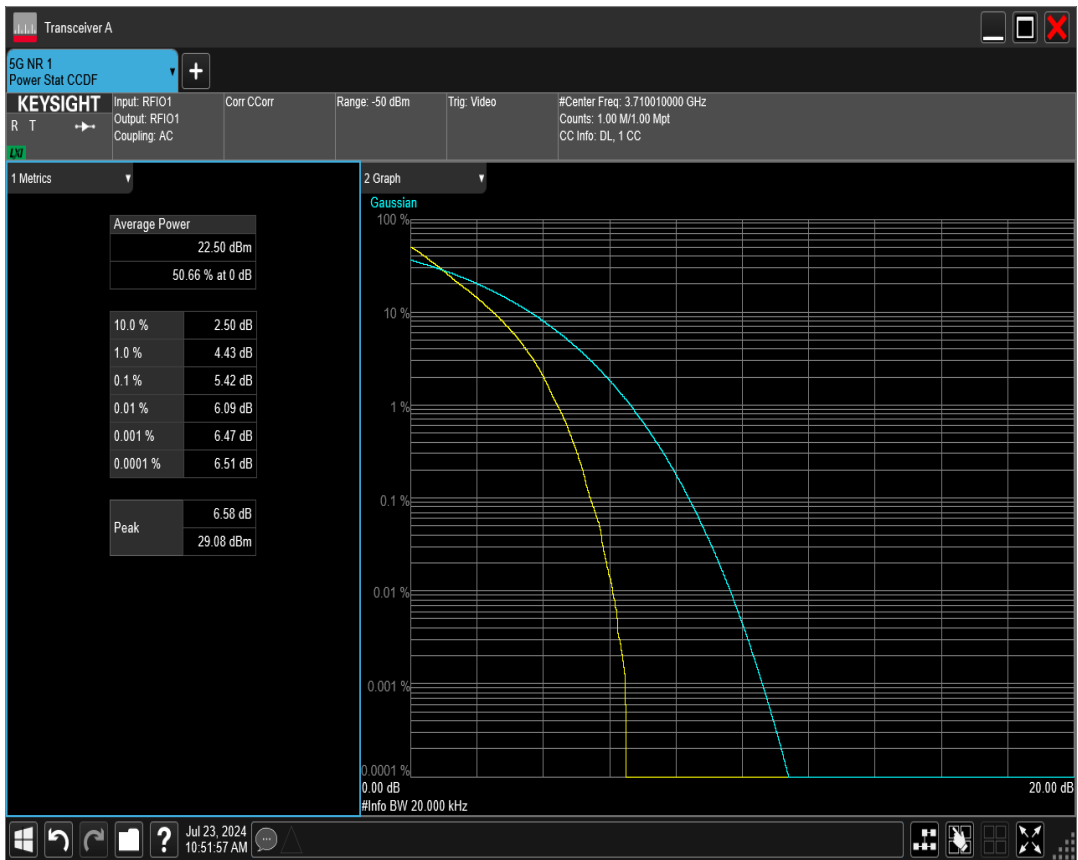 Transceiver A
5G NR 1
Power Stat CCDF
+
KEYSIGHT
R T
LXI
Input: RFIO1
Output: RFIO1
Coupling: AC
Corr CCorr
Range: -50 dBm
Trig: Video
#Center Freq: 3.710010000 GHz
Counts: 1.00 M/1.00 Mpt
CC Info: DL, 1 CC
1 Metrics
Average Power
22.50 dBm
50.66 % at 0 dB
10.0 % 2.50 dB
1.0 % 4.43 dB
0.1 % 5.42 dB
0.01 % 6.09 dB
0.001 % 6.47 dB
0.0001 % 6.51 dB
Peak
6.58 dB
29.08 dBm
2 Graph
Gaussian
100 %
10 %
1 %
0.1 %
0.01 %
0.001 %
0.0001 %
0.00 dB 20.00 dB
#Info BW 20.000 kHz
?
Jul 23, 2024
10:51:57 AM